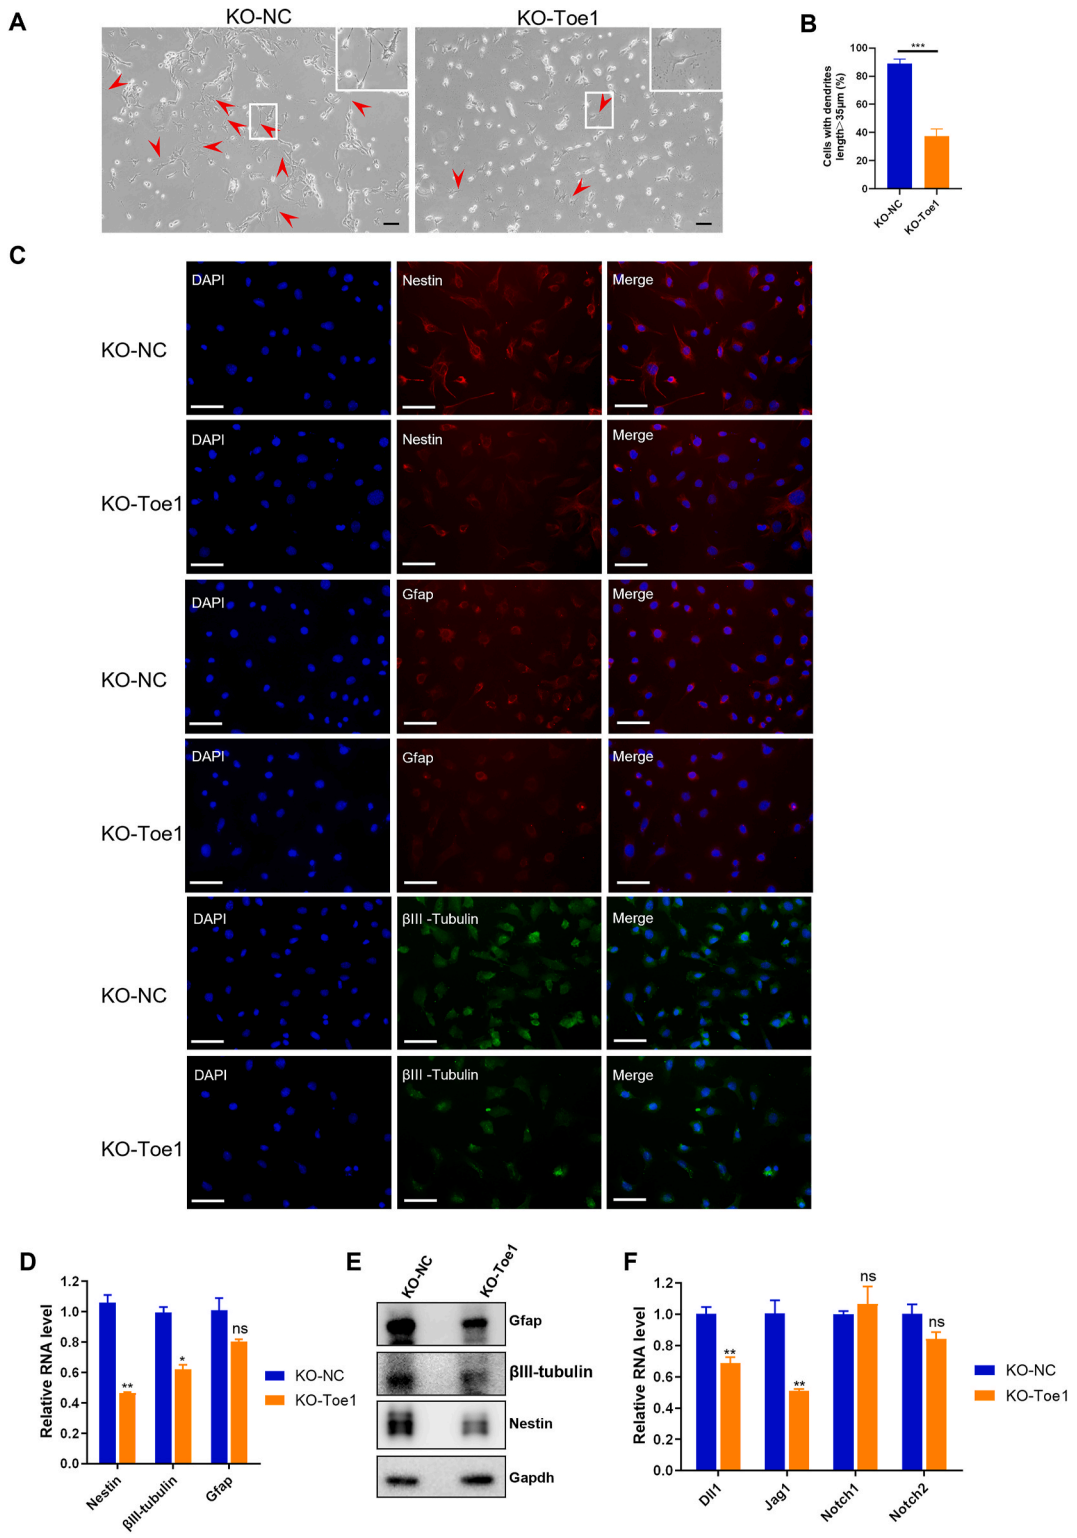 A
KO-NC
KO-Toe1
B
Cells with dendrites
length>35μm (%)
100
80
60
40
20
0
***
KO-NC
KO-Toe1
C
KO-NC
DAPI
Nestin
Merge
KO-Toe1
DAPI
Nestin
Merge
KO-NC
DAPI
Gfap
Merge
KO-Toe1
DAPI
Gfap
Merge
KO-NC
DAPI
βIII -Tubulin
Merge
KO-Toe1
DAPI
βIII -Tubulin
Merge
D
Relative RNA level
1.2
1.0
0.8
0.6
0.4
0.2
0.0
**
*
ns
Nestin
βIII-tubulin
Gfap
KO-NC
KO-Toe1
E
KO-NC
KO-Toe1
Gfap
βIII-tubulin
Nestin
Gapdh
F
Relative RNA level
1.2
1.0
0.8
0.6
0.4
0.2
0.0
**
**
ns
ns
Dll1
Jag1
Notch1
Notch2
KO-NC
KO-Toe1